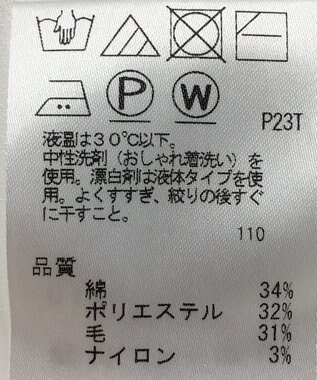 P W
P23T
液温は30℃以下。
中性洗剤（おしゃれ着洗い）を
使用。漂白剤は液体タイプを使
用。よくすすぎ、絞りの後すぐ
に干すこと。
110
品質
綿 34%
ポリエステル 32%
毛 31%
ナイロン 3%